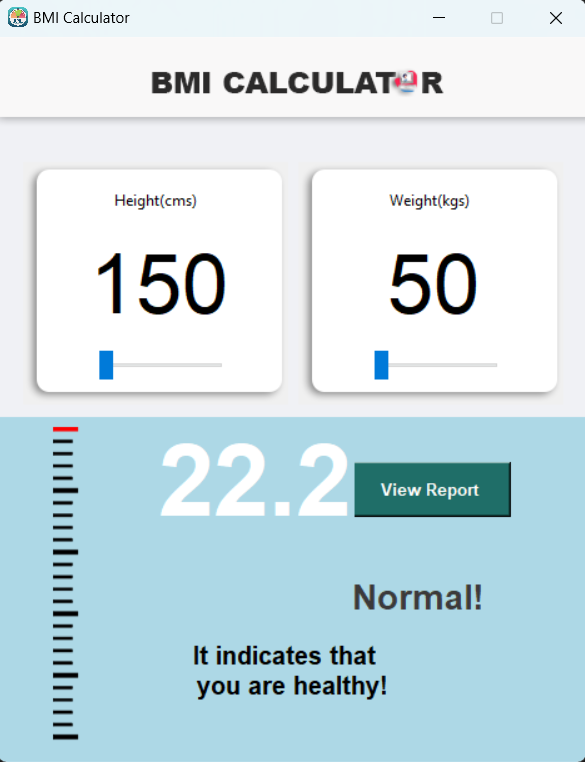 BMI Calculator
BMI CALCULATOR
Height(cms)
Weight(kgs)
150
50
22.2
View Report
Normal!
It indicates that
you are healthy!